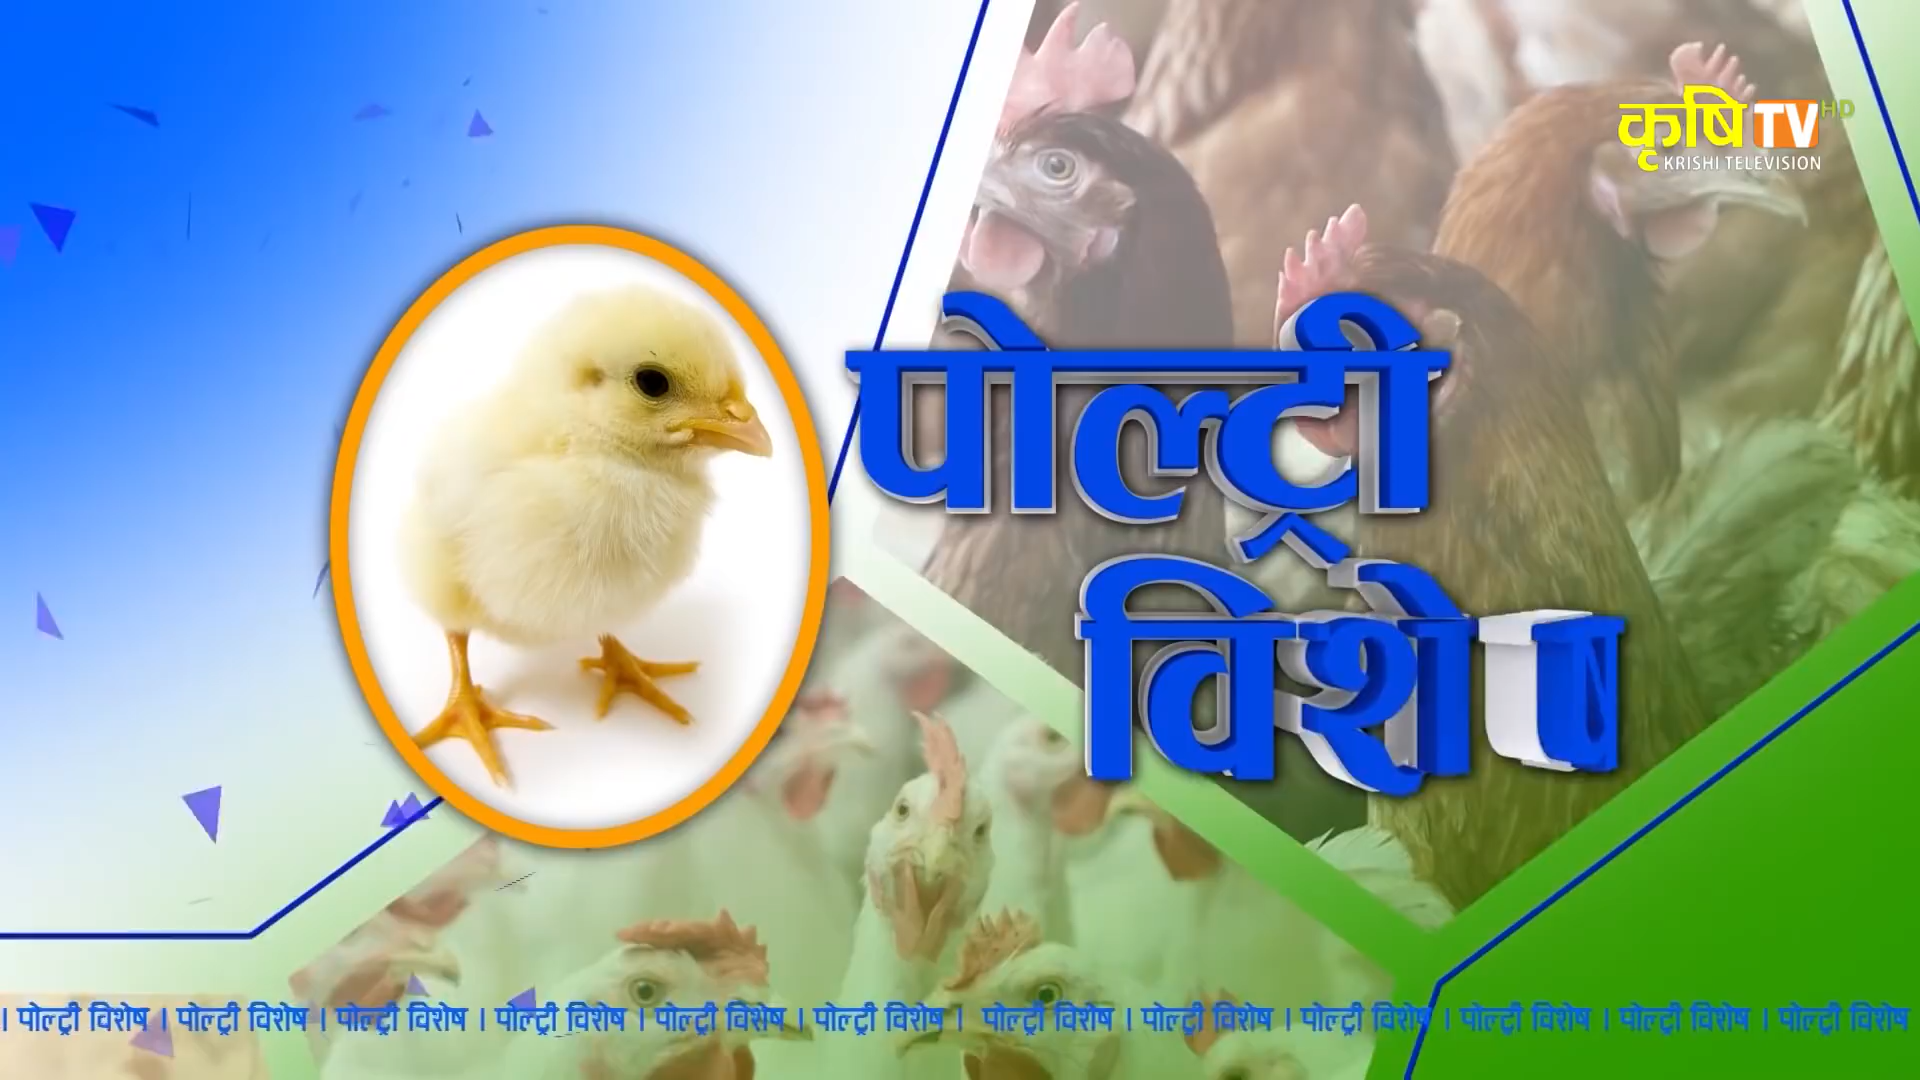 कृषि TV HD
KRISHI TELEVISION
पोल्ट्री
विशेष
। पोल्ट्री विशेष । पोल्ट्री विशेष । पोल्ट्री विशेष । पोल्ट्री विशेष । पोल्ट्री विशेष । पोल्ट्री विशेष । पोल्ट्री विशेष । पोल्ट्री विशेष । पोल्ट्री विशेष । पोल्ट्री विशेष । पोल्ट्री विशेष । पोल्ट्री विशेष